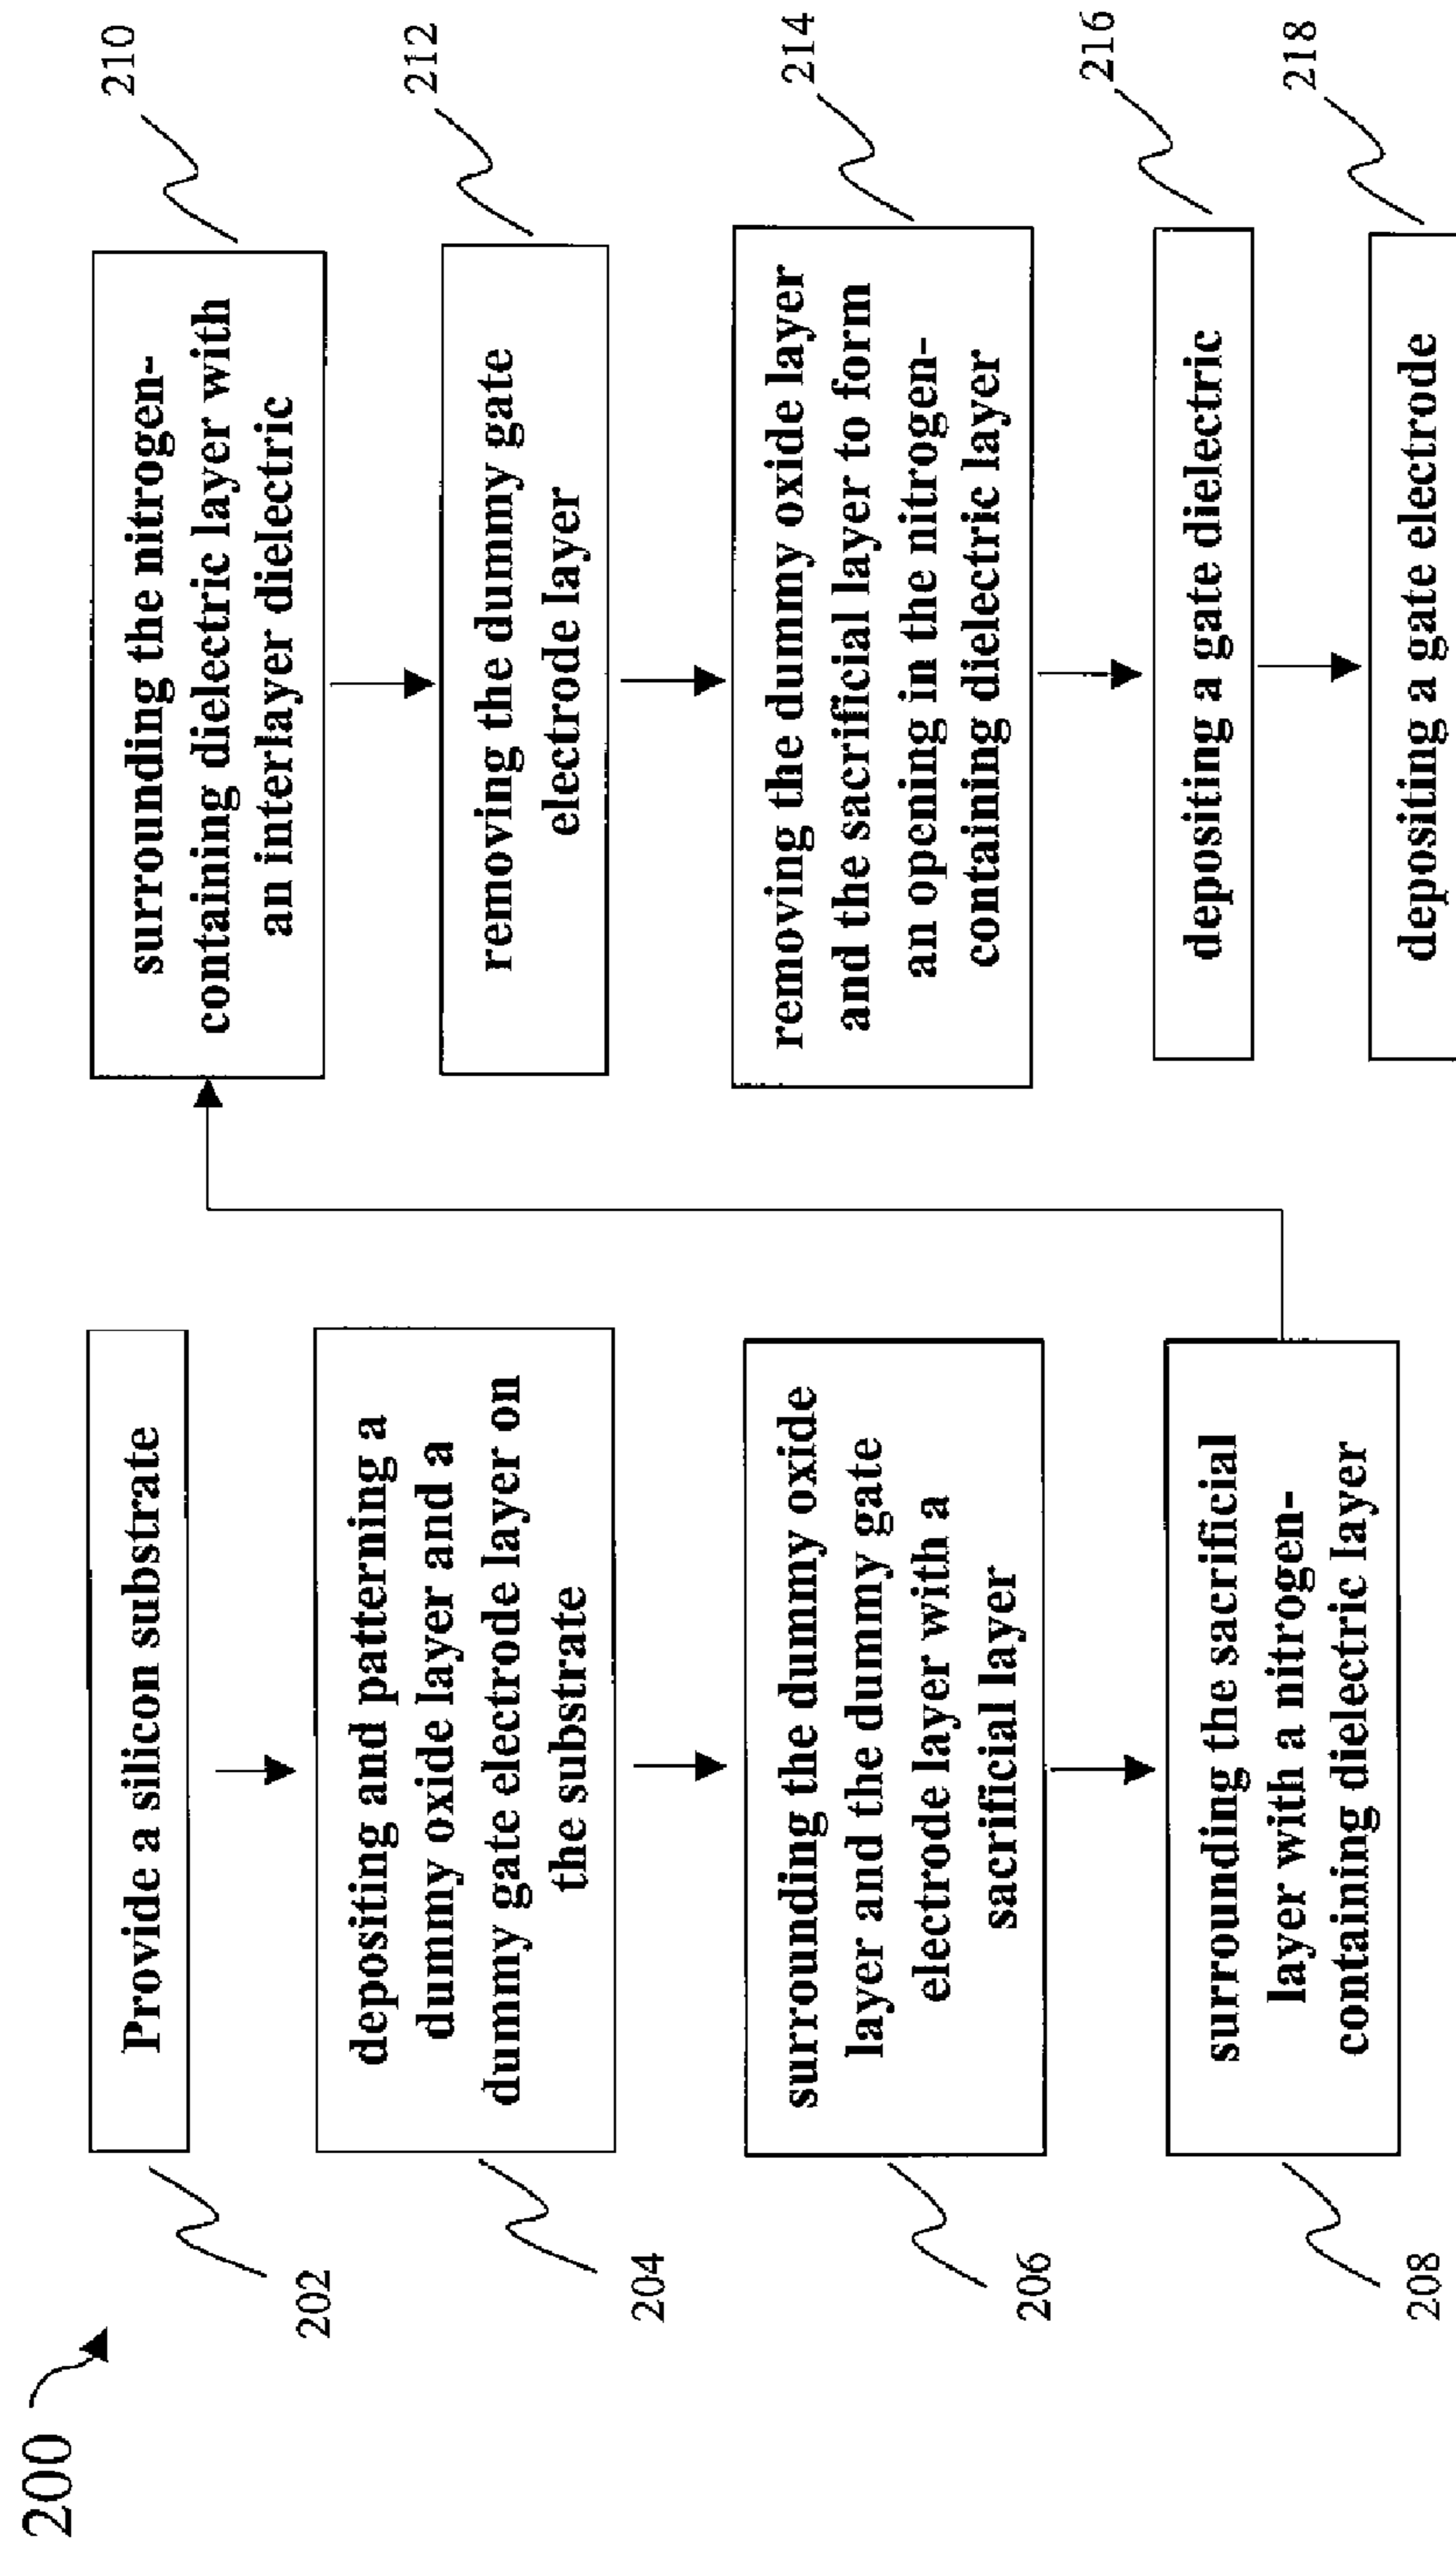 200
202
Provide a silicon substrate
204
depositing and patterning a
dummy oxide layer and a
dummy gate electrode layer on
the substrate
206
surrounding the dummy oxide
layer and the dummy gate
electrode layer with a
sacrificial layer
208
surrounding the sacrificial
layer with a nitrogen-
containing dielectric layer
210
surrounding the nitrogen-
containing dielectric layer with
an interlayer dielectric
212
removing the dummy gate
electrode layer
214
removing the dummy oxide layer
and the sacrificial layer to form
an opening in the nitrogen-
containing dielectric layer
216
depositing a gate dielectric
218
depositing a gate electrode